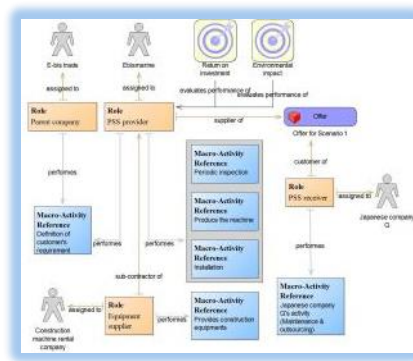 E-bis trade
Ebismarine
Return on
investment
Environmental
impact
assigned to
assigned to
evaluates performance of
evaluates performance of
Role
Parent company
Role
PSS provider
supplier of
Offer
Offer for Scenario 1
customer of
Role
PSS receiver
assigned to
Japanese company
G
Macro-Activity
Reference
Periodic inspection
Macro-Activity
Reference
Produce the machine
Macro-Activity
Reference
Installation
performes
performes
performes
performes
Macro-Activity
Reference
Definition of
customer's
requirement
sub-contractor of
Construction
machine rental
company
assigned to
Role
Equipment
supplier
performes
Macro-Activity
Reference
Provides construction
equipments
Macro-Activity
Reference
Japanese company
G's activity
(Maintenance &
outsourcing)